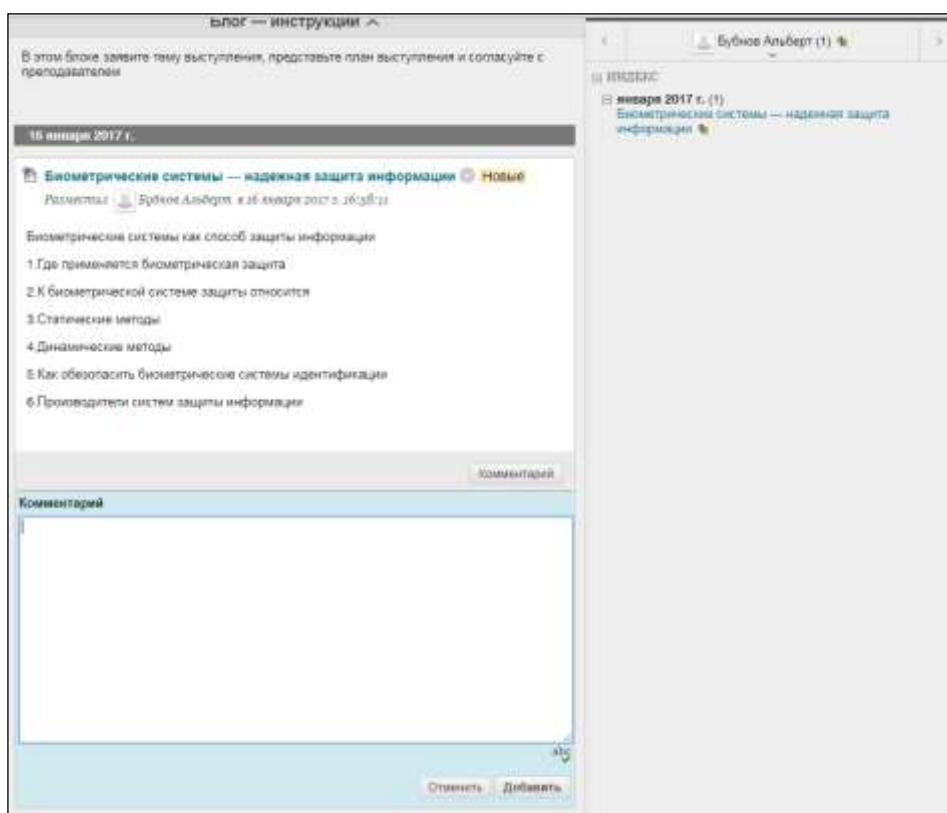 Блог — инструкции
В этом блоке заявите тему выступления, представьте план выступления и согласуйте с
преподавателем
16 января 2017 г.
Биометрические системы — надежная защита информации Новые
Разместил Бубнов Альберт в 16 января 2017 г. 16:38:11
Биометрические системы как способ защиты информации
1.Где применяется биометрическая защита
2.К биометрической системе защиты относится
3.Статические методы
4.Динамические методы
5.Как обезопасить биометрические системы идентификации
6.Производители систем защиты информации
Комментарий
Комментарий
abc
Отменить Добавить
Бубнов Альберт (1)
ИНДЕКС
января 2017 г. (1)
Биометрические системы — надежная защита
информации